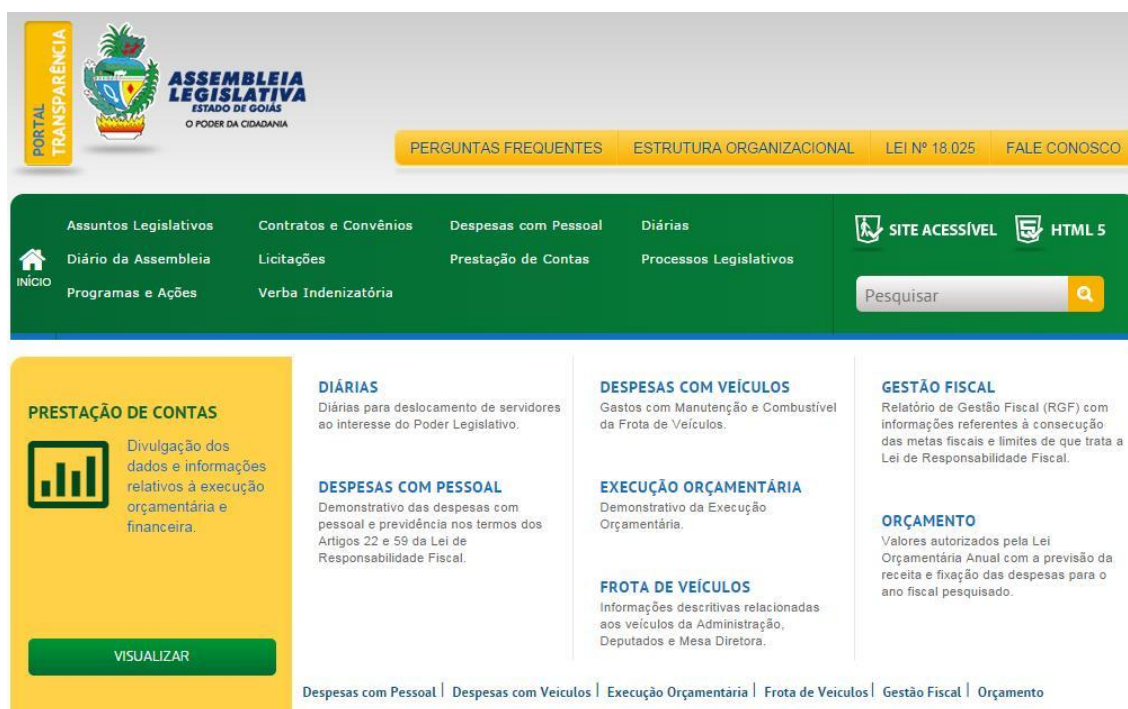 PORTAL
TRANSPARÊNCIA
ASSEMBLEIA
LEGISLATIVA
ESTADO DE GOIÁS
O PODER DA CIDADANIA
PERGUNTAS FREQUENTES ESTRUTURA ORGANIZACIONAL LEI Nº 18.025 FALE CONOSCO
INÍCIO
Assuntos Legislativos Contratos e Convênios Despesas com Pessoal Diárias
Diário da Assembleia Licitações Prestação de Contas Processos Legislativos
Programas e Ações Verba Indenizatória
SITE ACESSÍVEL HTML 5
Pesquisar
PRESTAÇÃO DE CONTAS
Divulgação dos
dados e informações
relativos à execução
orçamentária e
financeira.
VISUALIZAR
DIÁRIAS
Diárias para deslocamento de servidores
ao interesse do Poder Legislativo.
DESPESAS COM PESSOAL
Demonstrativo das despesas com
pessoal e previdência nos termos dos
Artigos 22 e 59 da Lei de
Responsabilidade Fiscal.
DESPESAS COM VEÍCULOS
Gastos com Manutenção e Combustível
da Frota de Veículos.
EXECUÇÃO ORÇAMENTÁRIA
Demonstrativo da Execução
Orçamentária.
FROTA DE VEÍCULOS
Informações descritivas relacionadas
aos veículos da Administração,
Deputados e Mesa Diretora.
GESTÃO FISCAL
Relatório de Gestão Fiscal (RGF) com
informações referentes à consecução
das metas fiscais e limites de que trata a
Lei de Responsabilidade Fiscal.
ORÇAMENTO
Valores autorizados pela Lei
Orçamentária Anual com a previsão da
receita e fixação das despesas para o
ano fiscal pesquisado.
Despesas com Pessoal | Despesas com Veiculos | Execução Orçamentária | Frota de Veiculos | Gestão Fiscal | Orçamento